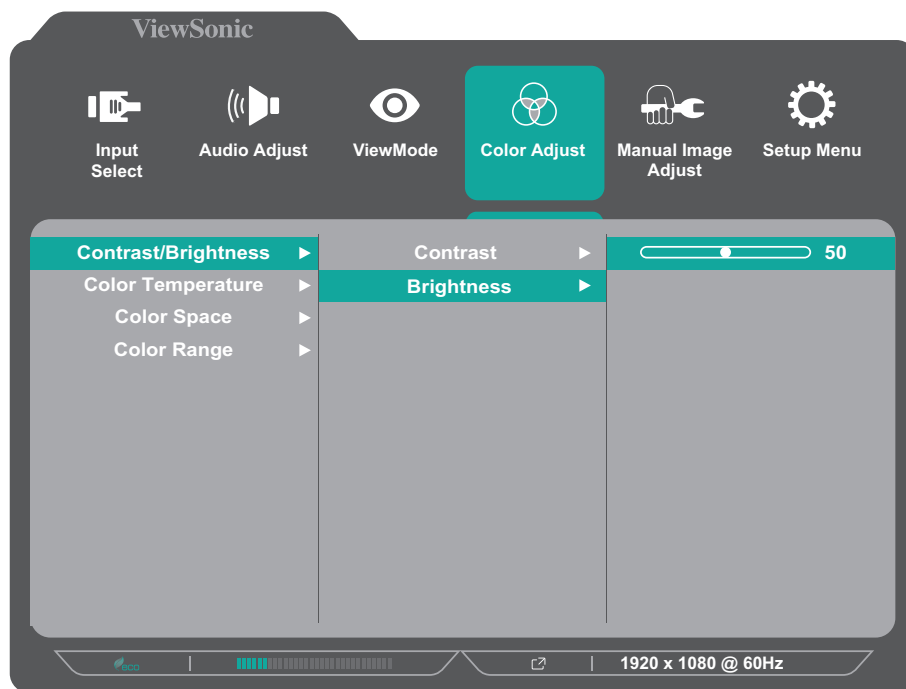 ViewSonic
Input
Select
Audio Adjust
ViewMode
Color Adjust
Manual Image
Adjust
Setup Menu
Contrast/Brightness
Contrast
50
Color Temperature
Brightness
Color Space
Color Range
eco
1920 x 1080 @ 60Hz